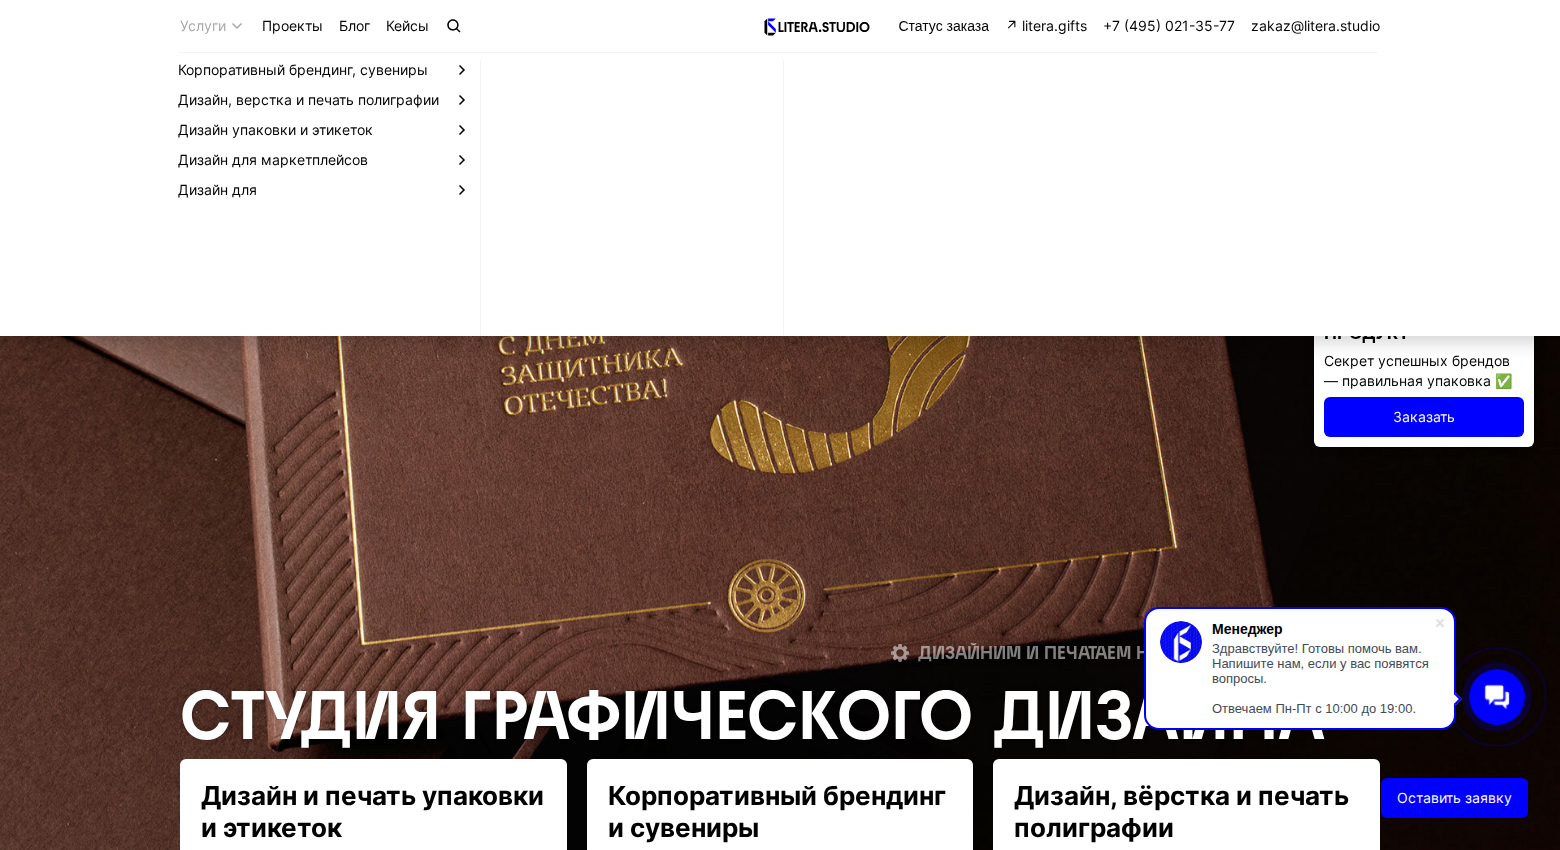 Услуги Проекты Блог Кейсы LITERA.STUDIO Статус заказа litera.gifts +7 (495) 021-35-77 zakaz@litera.studio
Корпоративный брендинг, сувениры
Дизайн, верстка и печать полиграфии
Дизайн упаковки и этикеток
Дизайн для маркетплейсов
Дизайн для
С ДНЕМ
ЗАЩИТНИКА
ОТЕЧЕСТВА!
Секрет успешных брендов
— правильная упаковка ✅
Заказать
ДИЗАЙНИМ И ПЕЧАТАЕМ
Менеджер
Здравствуйте! Готовы помочь вам.
Напишите нам, если у вас появятся
вопросы.
Отвечаем Пн-Пт с 10:00 до 19:00.
СТУДИЯ ГРАФИЧЕСКОГО ДИЗАЙНА
Дизайн и печать упаковки
и этикеток
Корпоративный брендинг
и сувениры
Дизайн, вёрстка и печать
полиграфии
Оставить заявку